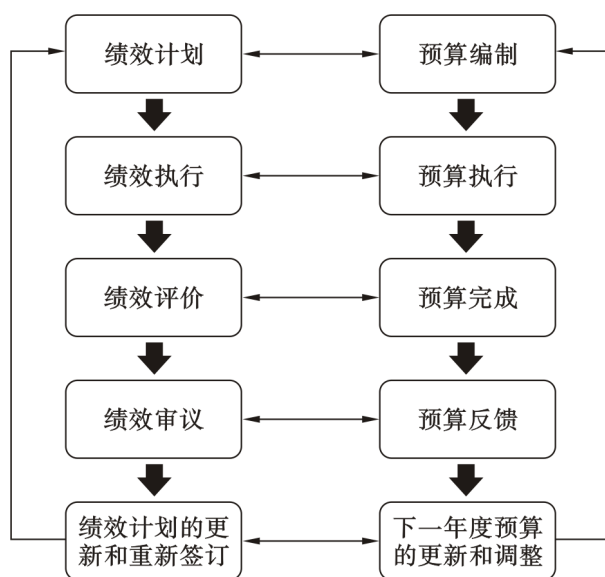 绩效计划
预算编制
绩效执行
预算执行
绩效评价
预算完成
绩效审议
预算反馈
绩效计划的更
新和重新签订
下一年度预算
的更新和调整